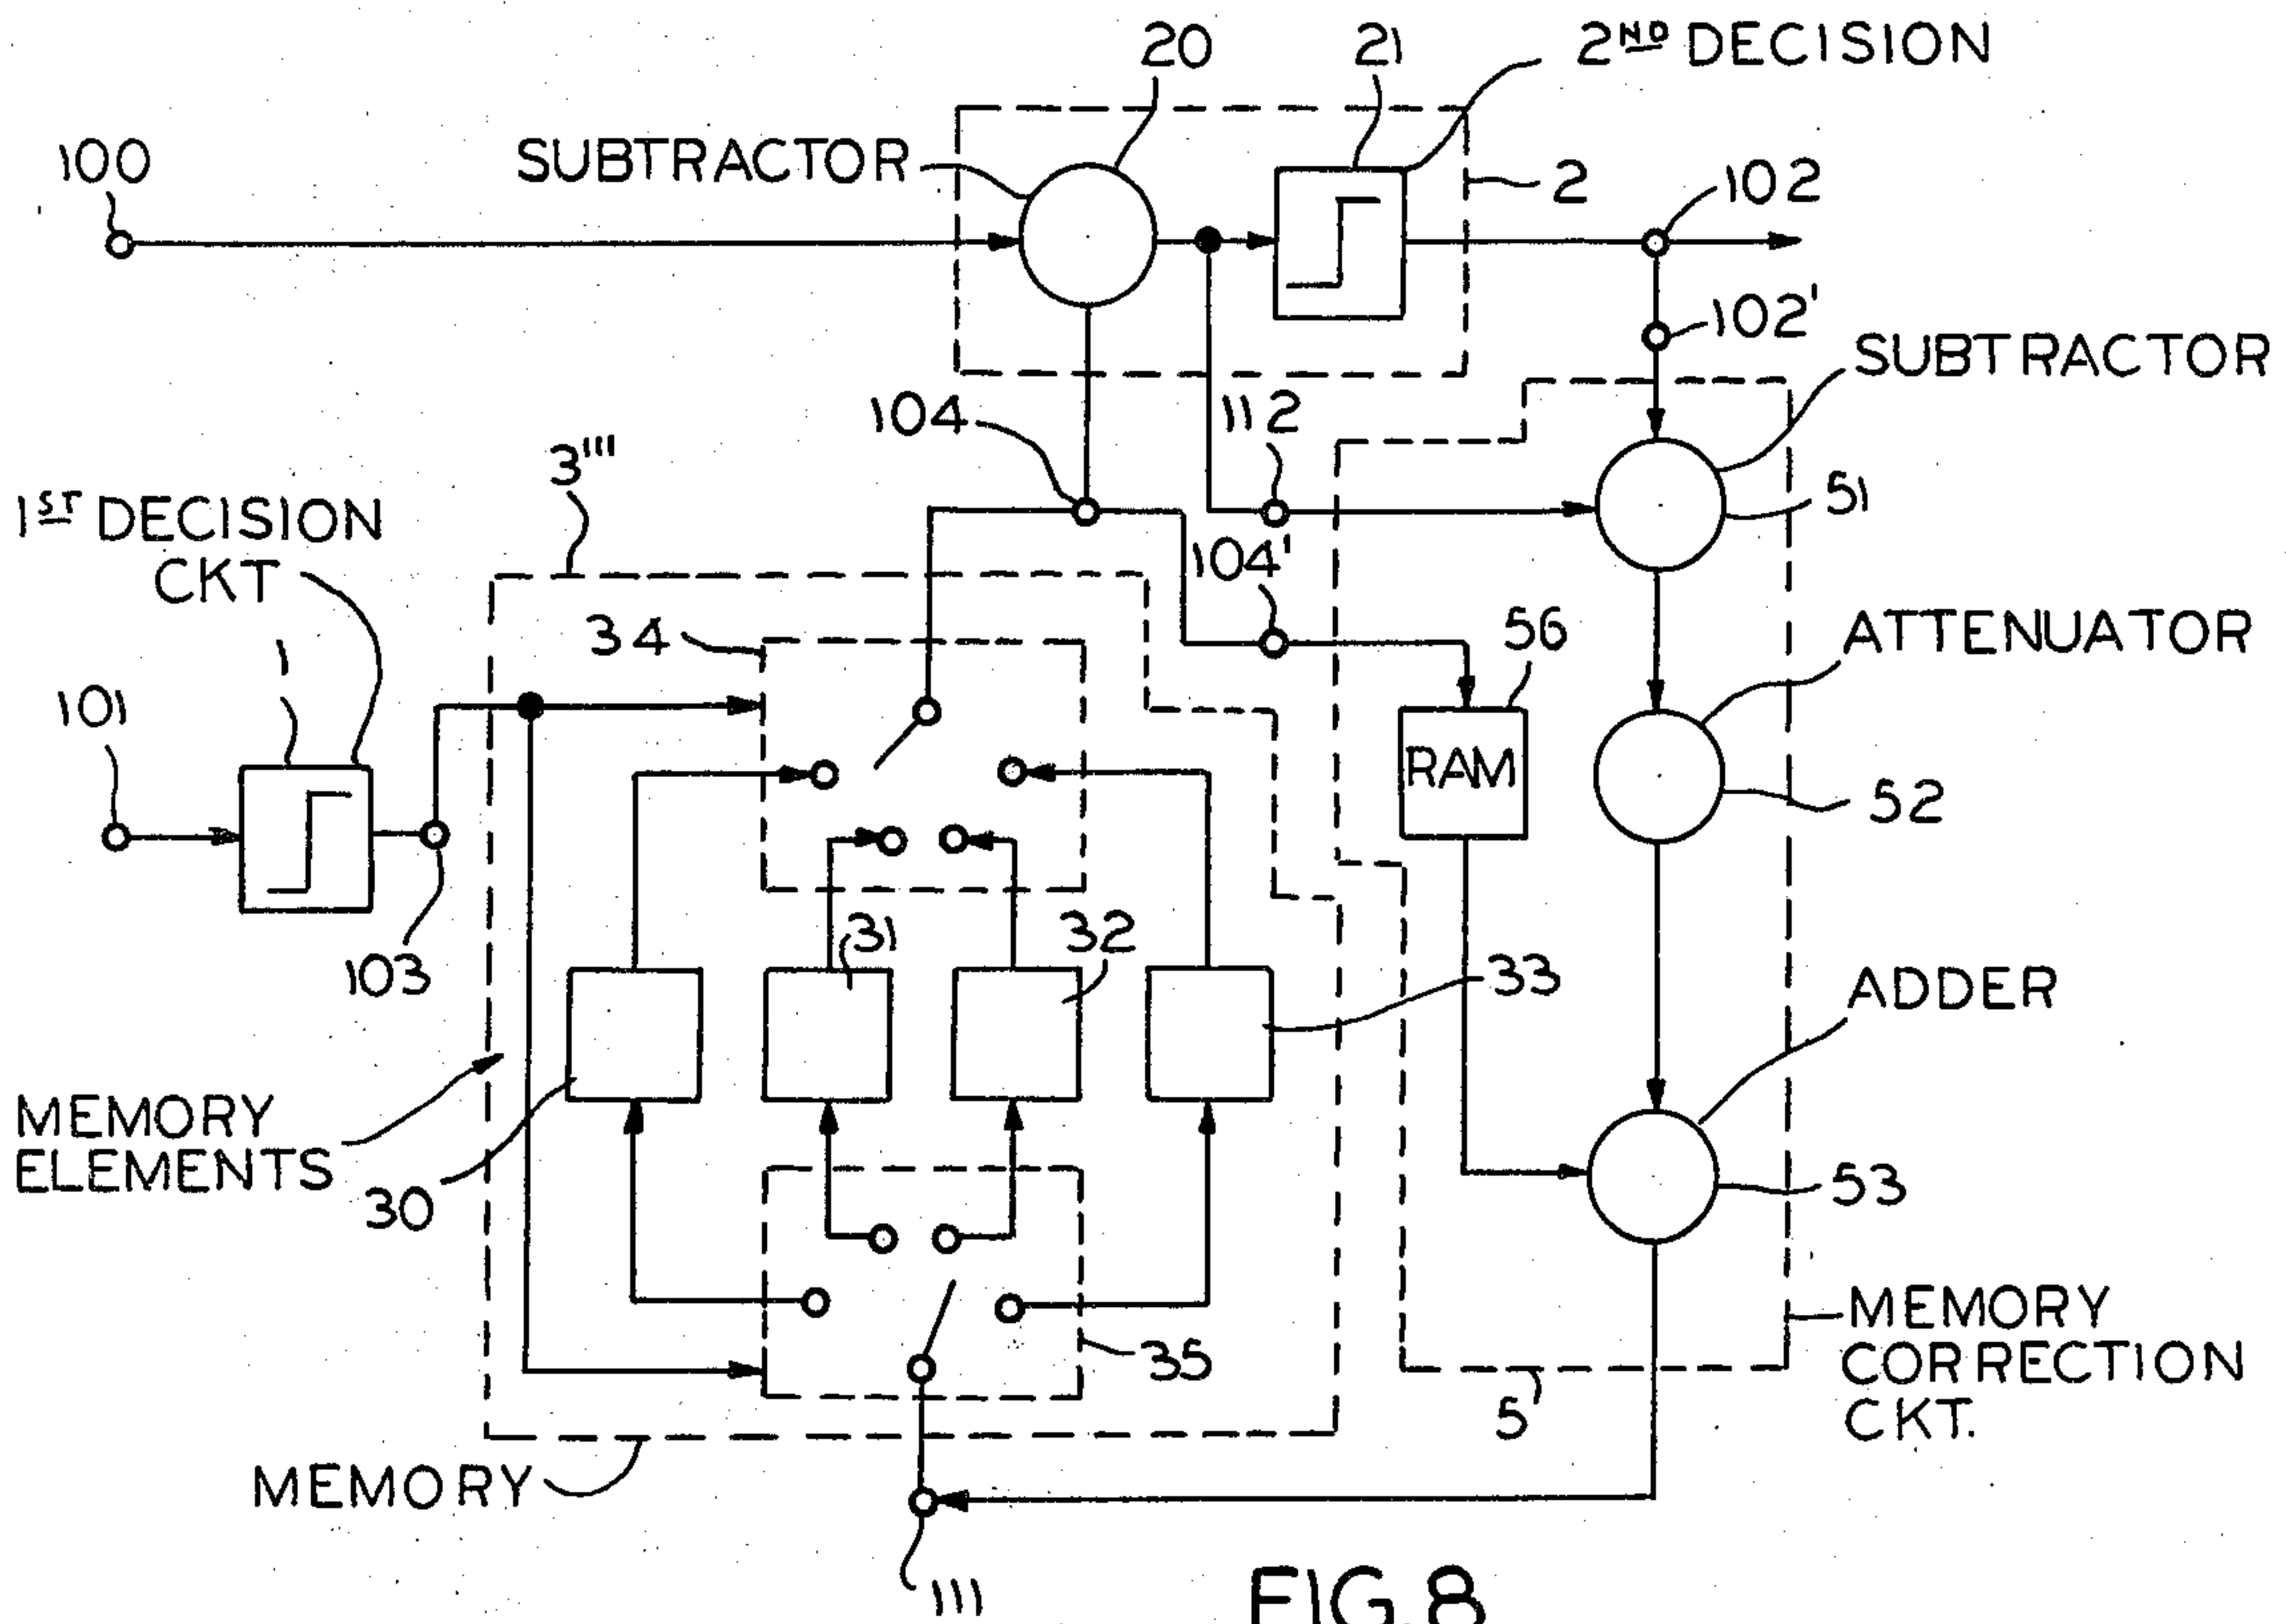 20
21
2ND DECISION
100
SUBTRACTOR
2
102
102'
SUBTRACTOR
104
112
3'''
1ST DECISION
CKT
51
104'
34
56
ATTENUATOR
1
101
RAM
52
31
32
103
33
ADDER
MEMORY
ELEMENTS
30
53
35
MEMORY
CORRECTION
CKT.
5'
MEMORY
111
FIG.8